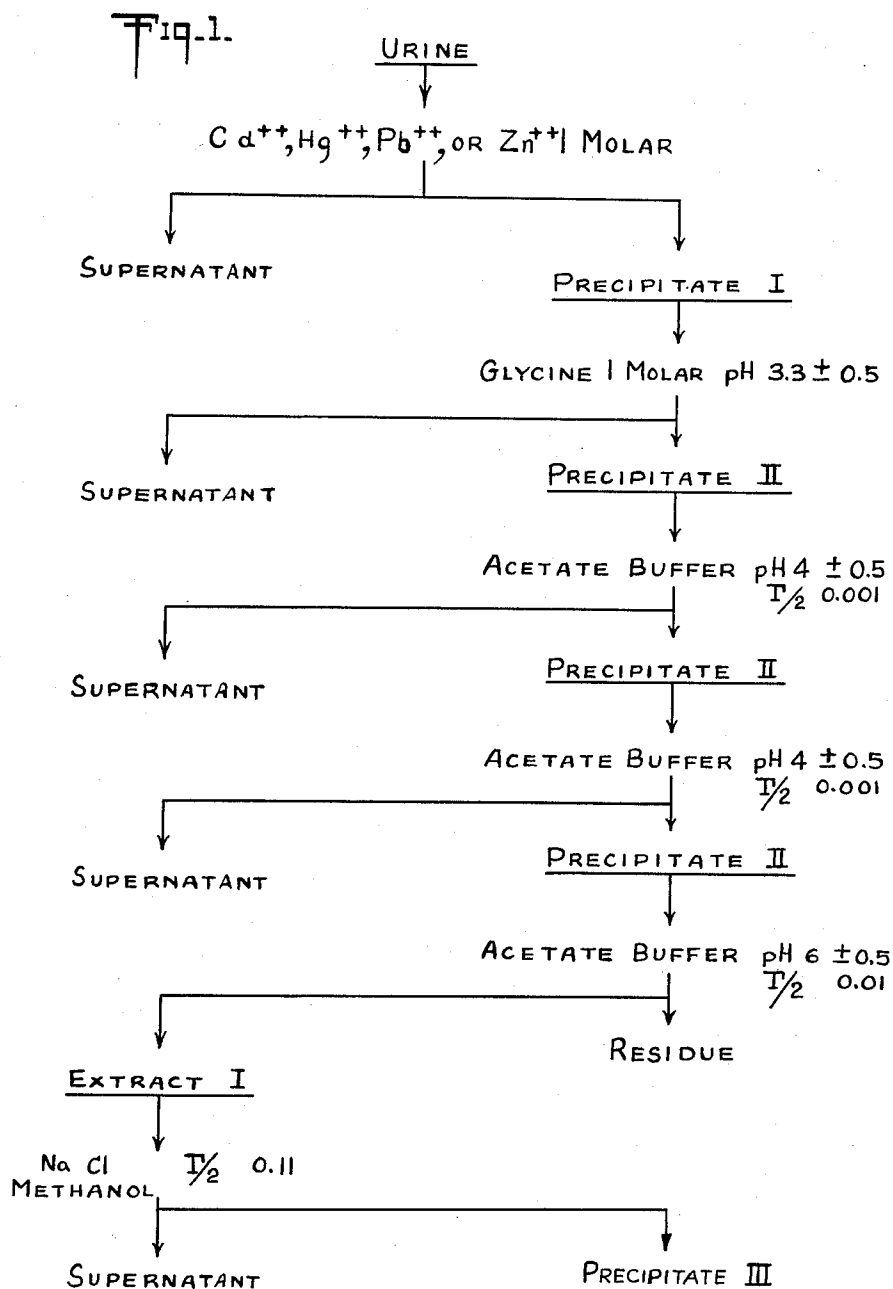 Fig.1.
URINE
Cd++, Hg++, Pb++, OR Zn++ 1 MOLAR
SUPERNATANT
PRECIPITATE I
GLYCINE 1 MOLAR pH 3.3 ± 0.5
SUPERNATANT
PRECIPITATE II
ACETATE BUFFER pH 4 ± 0.5
Γ/2 0.001
SUPERNATANT
PRECIPITATE II
ACETATE BUFFER pH 4 ± 0.5
Γ/2 0.001
SUPERNATANT
PRECIPITATE II
ACETATE BUFFER pH 6 ± 0.5
Γ/2 0.01
RESIDUE
EXTRACT I
Na Cl Γ/2 0.11
METHANOL
SUPERNATANT
PRECIPITATE III